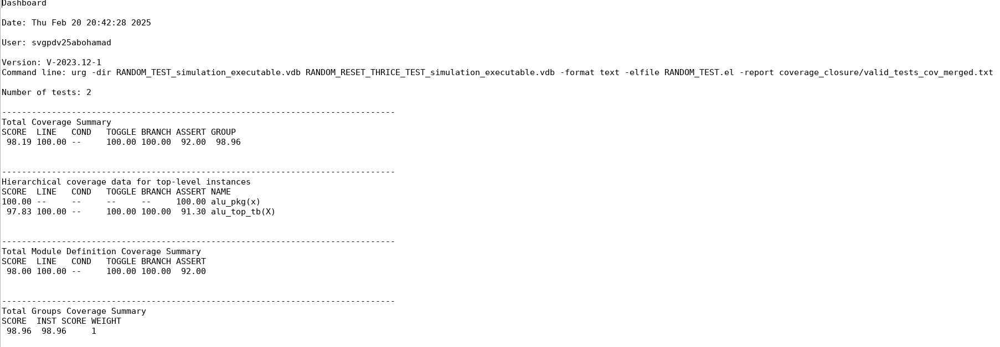 Dashboard
Date: Thu Feb 20 20:42:28 2025
User: svgpdv25abohamad
Version: V-2023.12-1
Command line: urg -dir RANDOM_TEST_simulation_executable.vdb RANDOM_RESET_THRICE_TEST_simulation_executable.vdb -format text -elfile RANDOM_TEST.el -report coverage_closure/valid_tests_cov_merged.txt
Number of tests: 2
-------------------------------------------------------------------------------
Total Coverage Summary
SCORE  LINE   COND   TOGGLE BRANCH ASSERT GROUP
 98.19 100.00 --     100.00 100.00  92.00  98.96
-------------------------------------------------------------------------------
Hierarchical coverage data for top-level instances
SCORE  LINE   COND   TOGGLE BRANCH ASSERT NAME
100.00 --     --     --     --     100.00 alu_pkg(x)
 97.83 100.00 --     100.00 100.00  91.30 alu_top_tb(X)
-------------------------------------------------------------------------------
Total Module Definition Coverage Summary
SCORE  LINE   COND   TOGGLE BRANCH ASSERT
 98.00 100.00 --     100.00 100.00  92.00
-------------------------------------------------------------------------------
Total Groups Coverage Summary
SCORE  INST SCORE WEIGHT
 98.96  98.96     1